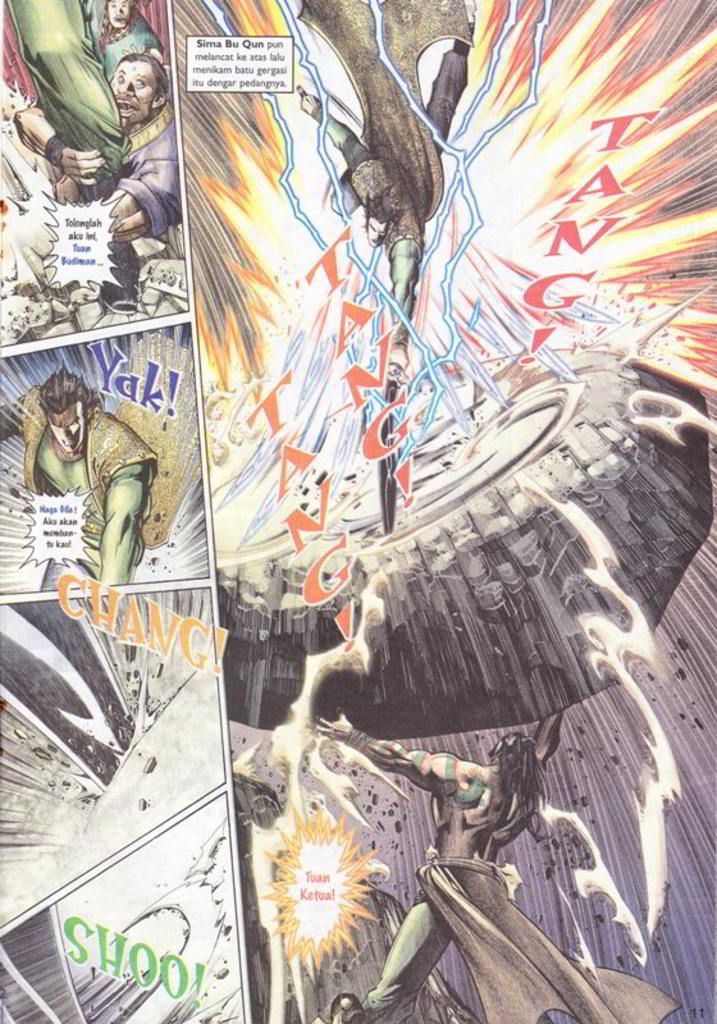 Tolonglah
aku ini,
Tuan
Budiman...
Yak!
Naga Gila!
Aku akan
memban-
tu kau!
CHANG!
SHOO!
Sima Bu Qun pun
melancat ke atas lalu
menikam batu gergasi
itu dengar pedangnya.
TANG!
TANG!
TANG!
TANG!
TANG!
Tuan
Ketua!
11